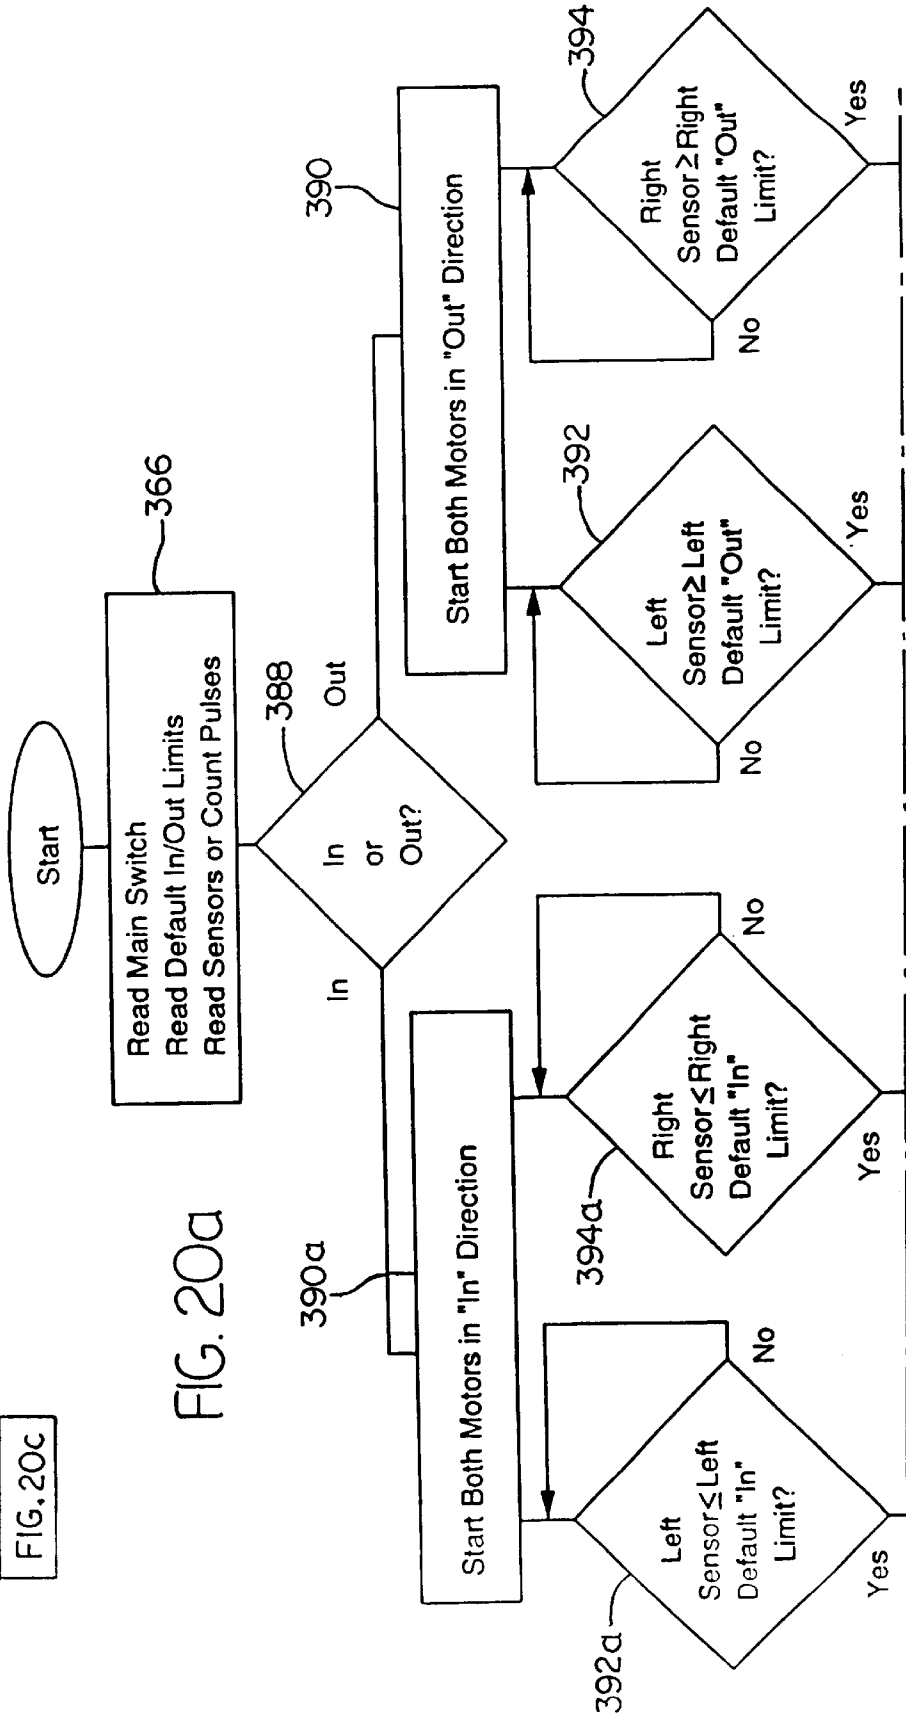 FIG. 20c
FIG. 20a
Start
366
Read Main Switch
Read Default In/Out Limits
Read Sensors or Count Pulses
388
In
or
Out?
In
Out
390a
Start Both Motors in "In" Direction
390
Start Both Motors in "Out" Direction
392a
Left
Sensor≤Left
Default "In"
Limit?
No
Yes
394a
Right
Sensor≤Right
Default "In"
Limit?
No
Yes
392
Left
Sensor≥Left
Default "Out"
Limit?
No
Yes
394
Right
Sensor≥Right
Default "Out"
Limit?
No
Yes